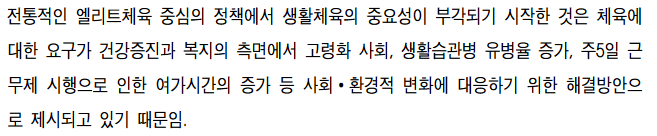 전통적인 엘리트체육 중심의 정책에서 생활체육의 중요성이 부각되기 시작한 것은 체육에
대한 요구가 건강증진과 복지의 측면에서 고령화 사회, 생활습관병 유병율 증가, 주5일 근
무제 시행으로 인한 여가시간의 증가 등 사회·환경적 변화에 대응하기 위한 해결방안으
로 제시되고 있기 때문임.